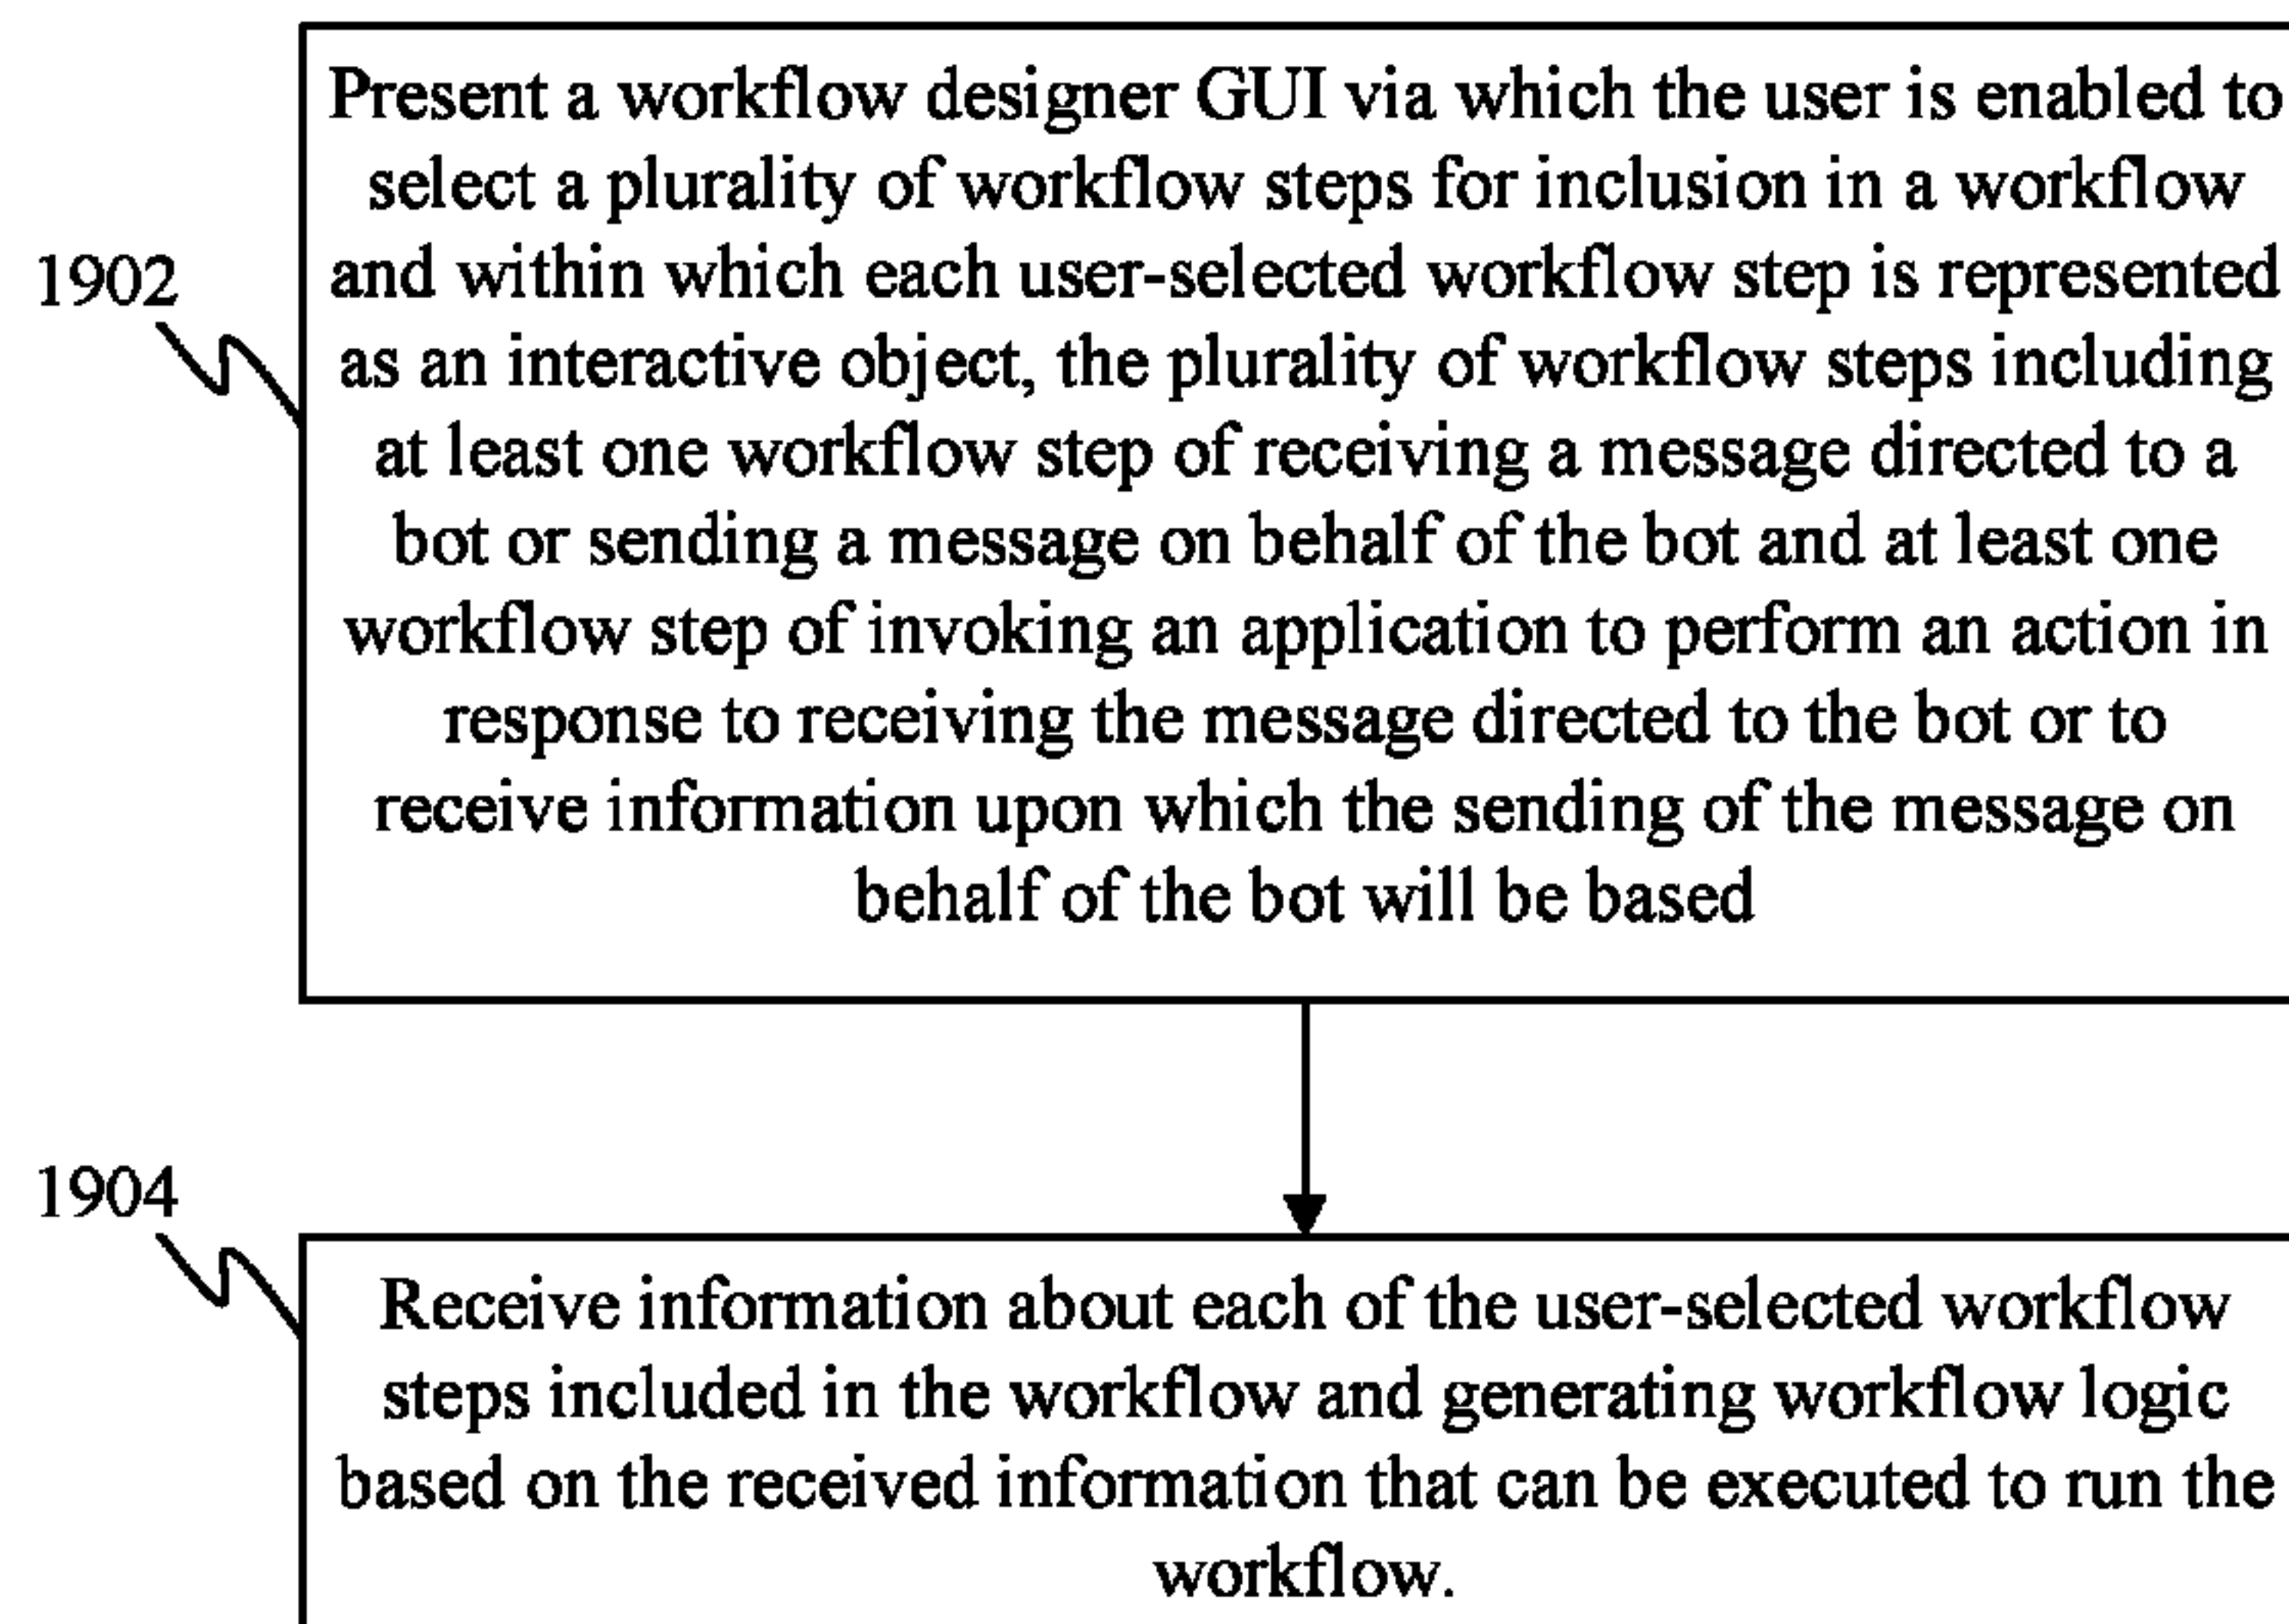 Present a workflow designer GUI via which the user is enabled to
select a plurality of workflow steps for inclusion in a workflow
1902
and within which each user-selected workflow step is represented
as an interactive object, the plurality of workflow steps including
at least one workflow step of receiving a message directed to a
bot or sending a message on behalf of the bot and at least one
workflow step of invoking an application to perform an action in
response to receiving the message directed to the bot or to
receive information upon which the sending of the message on
behalf of the bot will be based
1904
Receive information about each of the user-selected workflow
steps included in the workflow and generating workflow logic
based on the received information that can be executed to run the
workflow.